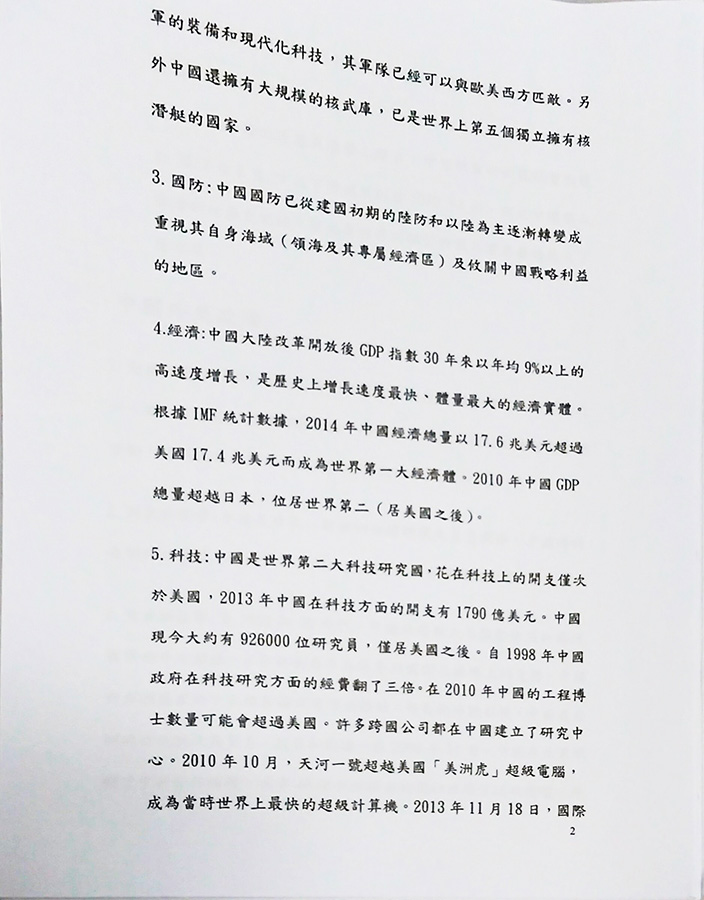 軍的裝備和現代化科技，其軍隊已經可以與歐美西方匹敵。另
外中國還擁有大規模的核武庫，已是世界上第五個獨立擁有核
潛艇的國家。
3. 國防:中國國防已從建國初期的陸防和以陸為主逐漸轉變成
重視其自身海域（領海及其專屬經濟區）及攸關中國戰略利益
的地區。
4.經濟:中國大陸改革開放後 GDP 指數 30 年來以年均 9%以上的
高速度增長，是歷史上增長速度最快、體量最大的經濟實體。
根據 IMF 統計數據，2014 年中國經濟總量以 17.6 兆美元超過
美國 17.4 兆美元而成為世界第一大經濟體。2010 年中國 GDP
總量超越日本，位居世界第二（居美國之後)。
5. 科技:中國是世界第二大科技研究國，花在科技上的開支僅次
於美國，2013 年中國在科技方面的開支有 1790 億美元。中國
現今大約有 926000 位研究員，僅居美國之後。自 1998 年中國
政府在科技研究方面的經費翻了三倍。在 2010 年中國的工程博
士數量可能會超過美國。許多跨國公司都在中國建立了研究中
心。2010 年 10 月，天河一號超越美國「美洲虎」超級電腦，
成為當時世界上最快的超級計算機。2013 年 11 月 18 日，國際
2